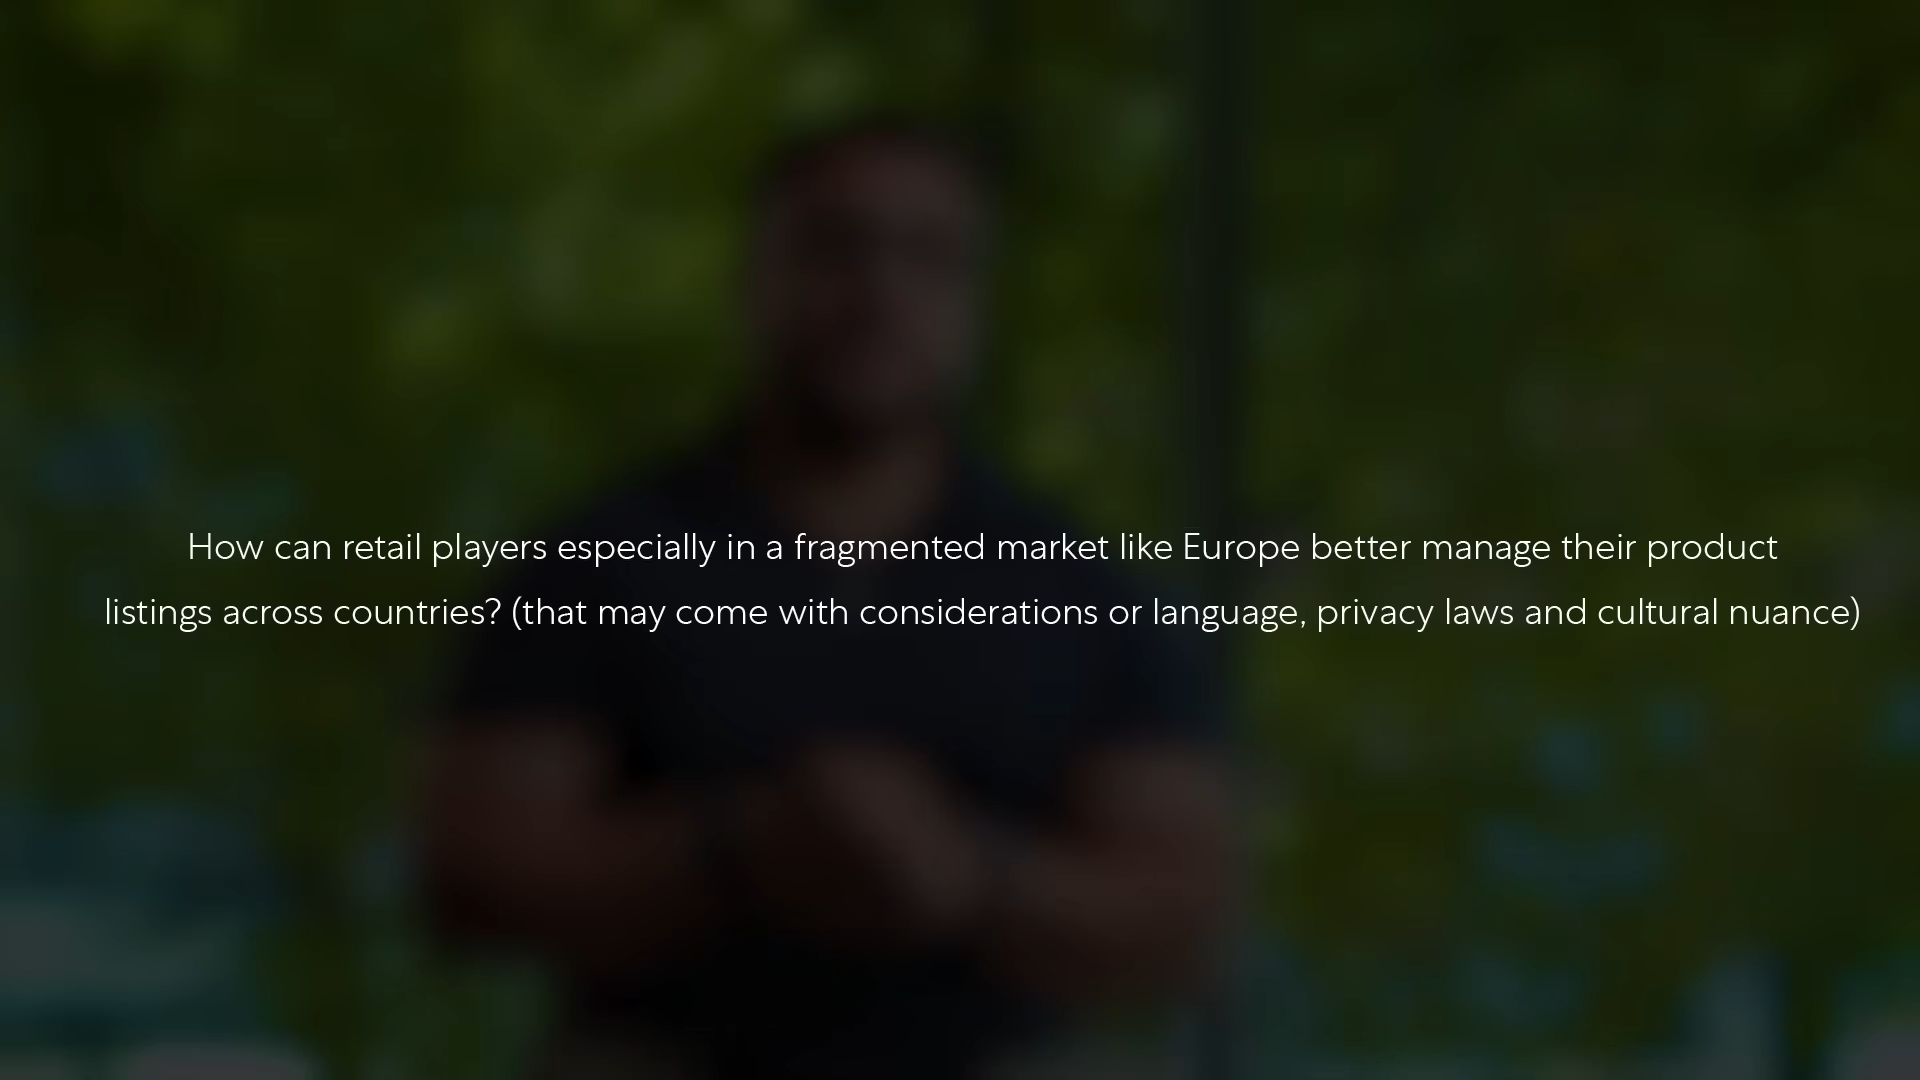 How can retail players especially in a fragmented market like Europe better manage their product
listings across countries? (that may come with considerations or language, privacy laws and cultural nuance)